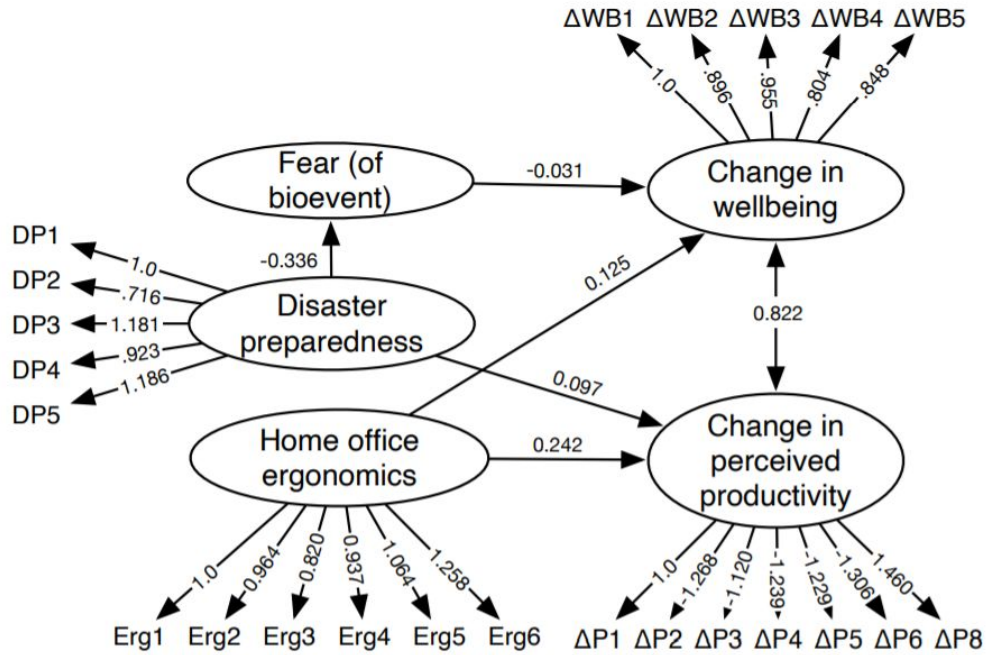 ΔWB1 ΔWB2 ΔWB3 ΔWB4 ΔWB5
1.0 .896 .955 .804 .848
Fear (of
bioevent)
-0.031
Change in
wellbeing
DP1
DP2
DP3
DP4
DP5
1.0
.716
1.181
.923
1.186
-0.336
0.125
Disaster
preparedness
0.822
0.097
Home office
ergonomics
0.242
Change in
perceived
productivity
1.0 0.964 0.820 0.937 1.064 1.258
Erg1 Erg2 Erg3 Erg4 Erg5 Erg6
1.0 -1.268 -1.120 -1.239 -1.229 -1.306 1.460
ΔP1 ΔP2 ΔP3 ΔP4 ΔP5 ΔP6 ΔP8